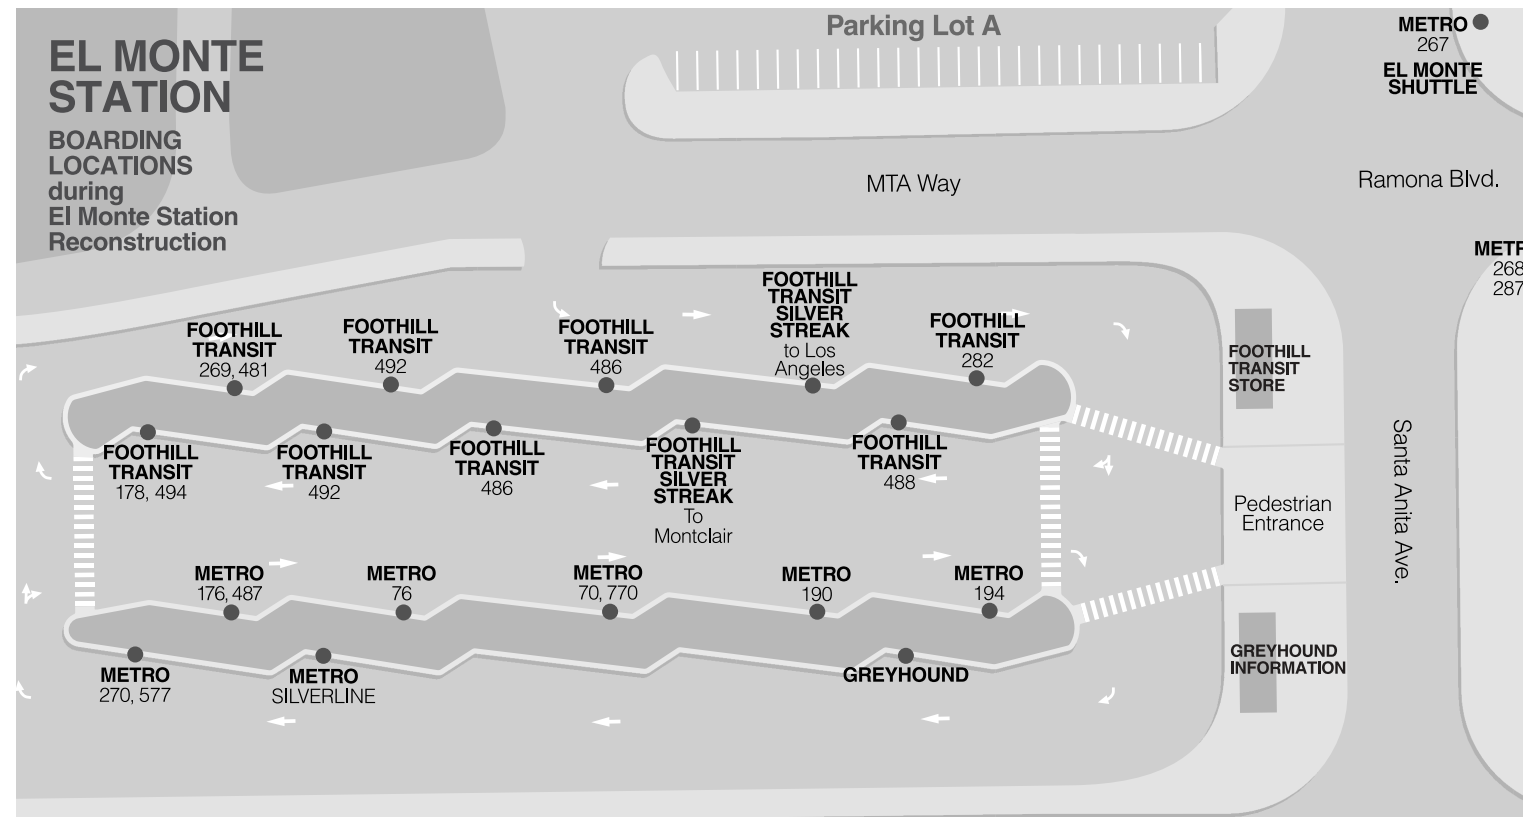 EL MONTE
STATION
BOARDING
LOCATIONS
during
El Monte Station
Reconstruction
Parking Lot A
METRO
267
EL MONTE
SHUTTLE
MTA Way
Ramona Blvd.
METR
268
287
FOOTHILL
TRANSIT
269, 481
FOOTHILL
TRANSIT
492
FOOTHILL
TRANSIT
486
FOOTHILL
TRANSIT
SILVER
STREAK
to Los
Angeles
FOOTHILL
TRANSIT
282
FOOTHILL
TRANSIT
STORE
FOOTHILL
TRANSIT
178, 494
FOOTHILL
TRANSIT
492
FOOTHILL
TRANSIT
486
FOOTHILL
TRANSIT
SILVER
STREAK
To
Montclair
FOOTHILL
TRANSIT
488
Pedestrian
Entrance
Santa Anita Ave.
METRO
176, 487
METRO
76
METRO
70, 770
METRO
190
METRO
194
METRO
270, 577
METRO
SILVERLINE
GREYHOUND
GREYHOUND
INFORMATION